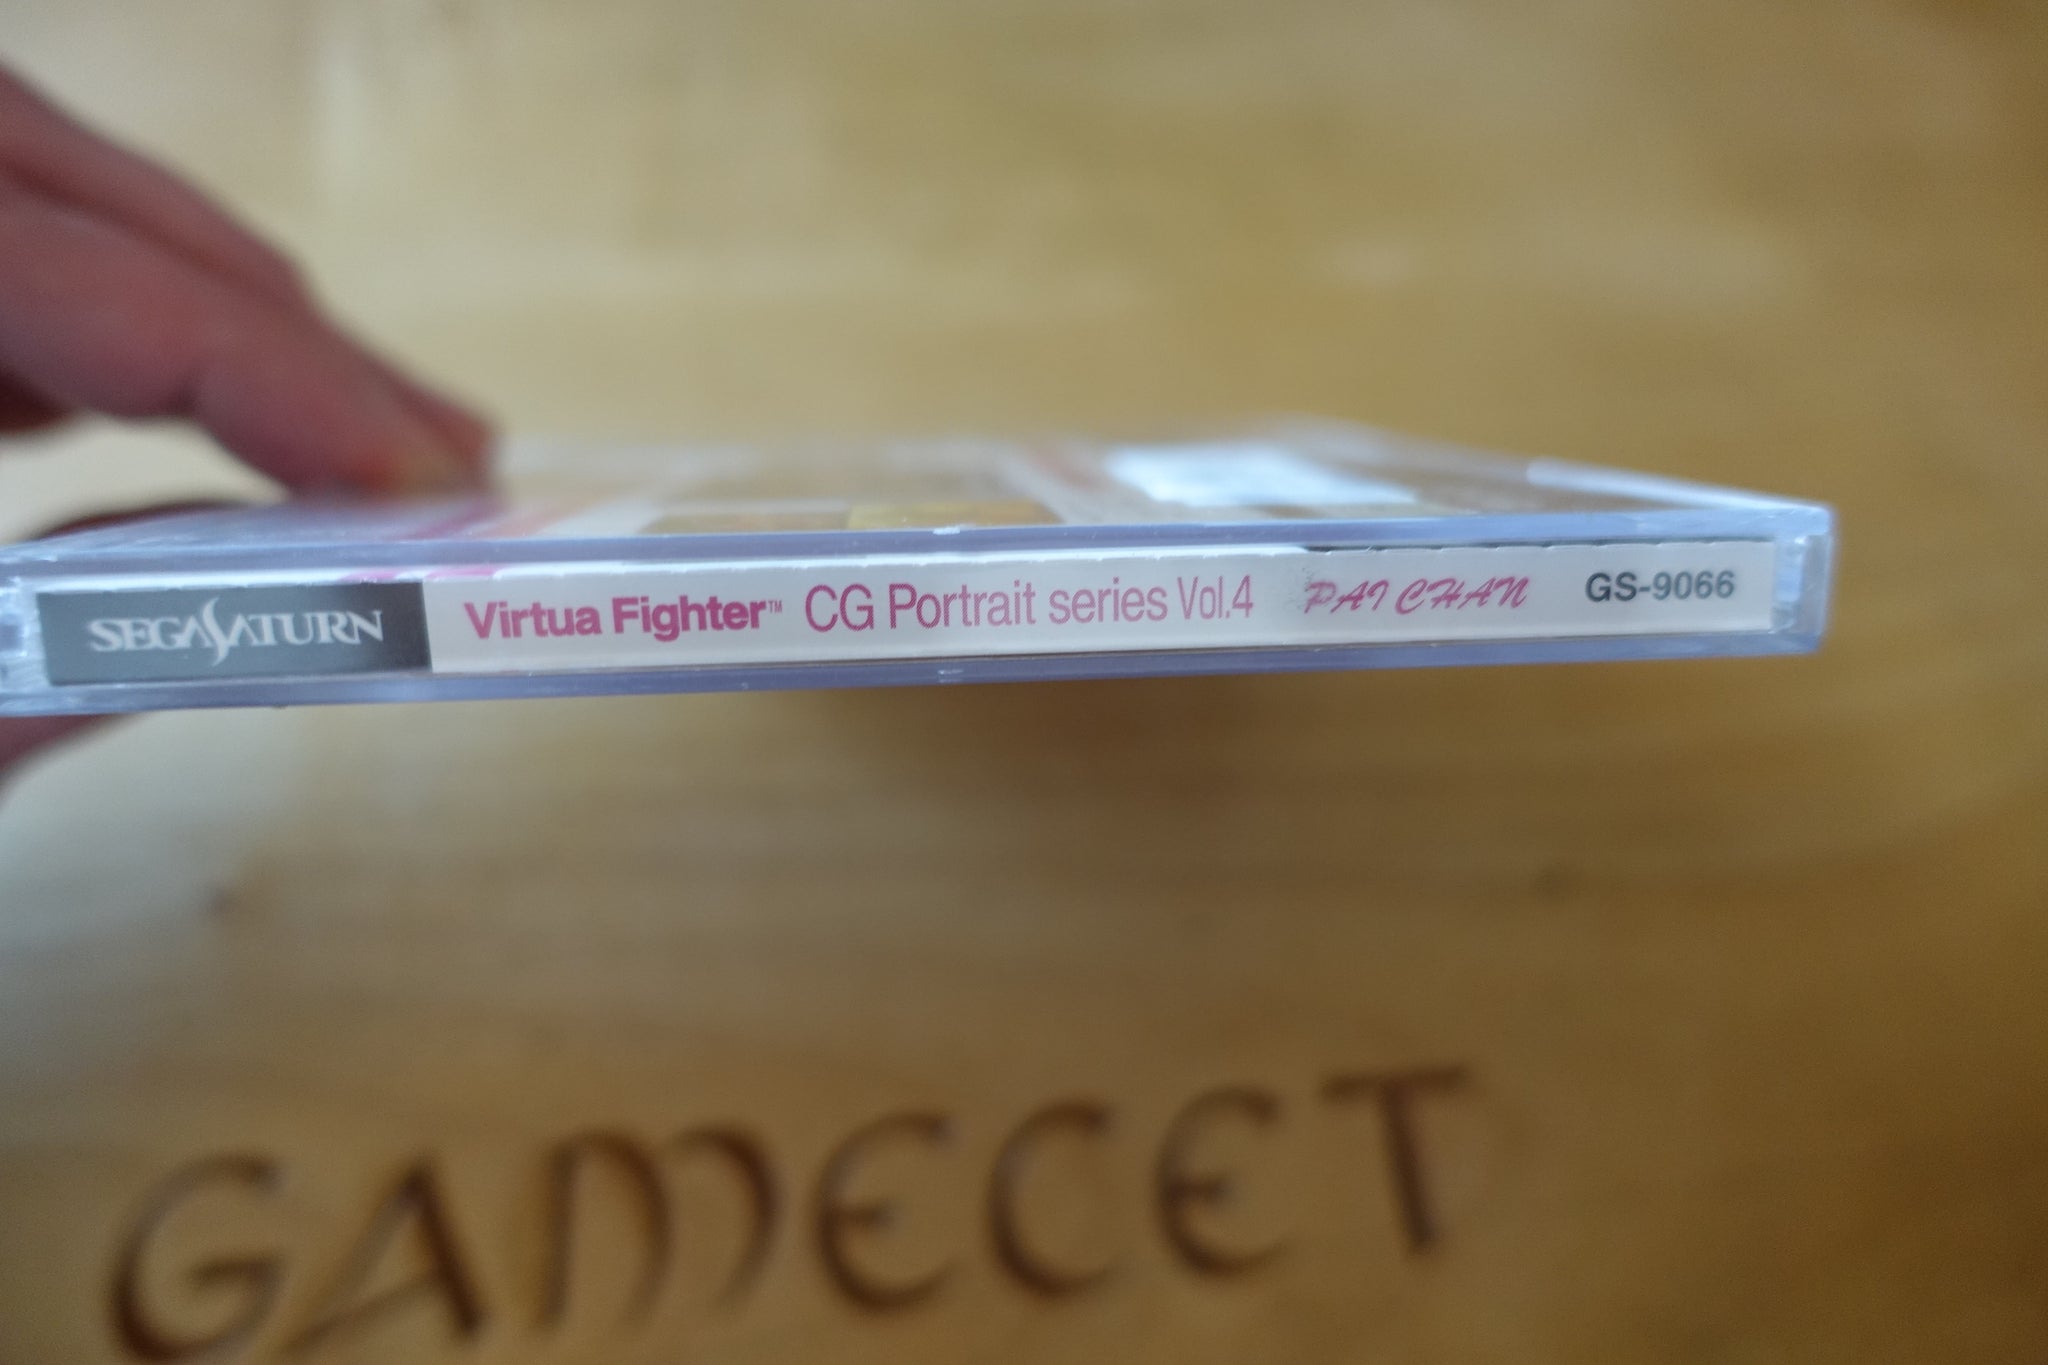 SEGA SATURN Virtua Fighter™ CG Portrait series Vol.4 PAI CHAN GS-9066
GAMECET